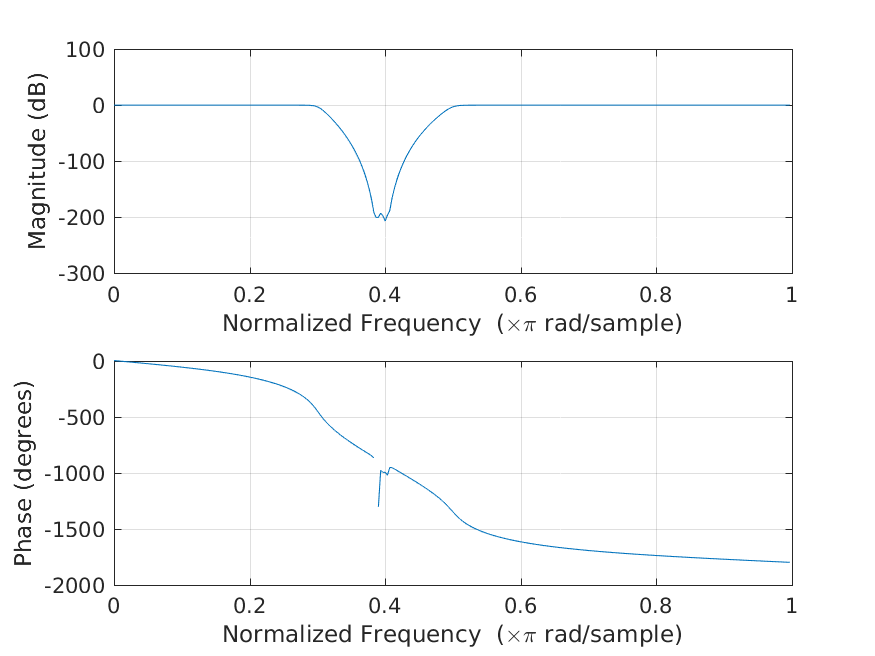 100
0
-100
-200
-300
Magnitude (dB)
0 0.2 0.4 0.6 0.8 1
Normalized Frequency (×π rad/sample)
0
-500
-1000
-1500
-2000
Phase (degrees)
0 0.2 0.4 0.6 0.8 1
Normalized Frequency (×π rad/sample)